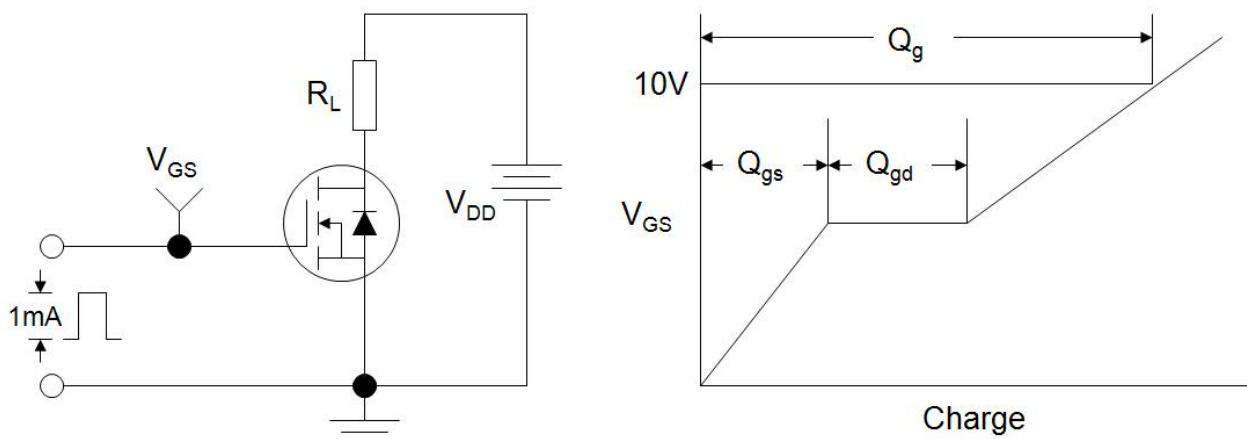 R_L
V_GS
V_DD
1mA
Q_g
10V
Q_gs
Q_gd
V_GS
Charge